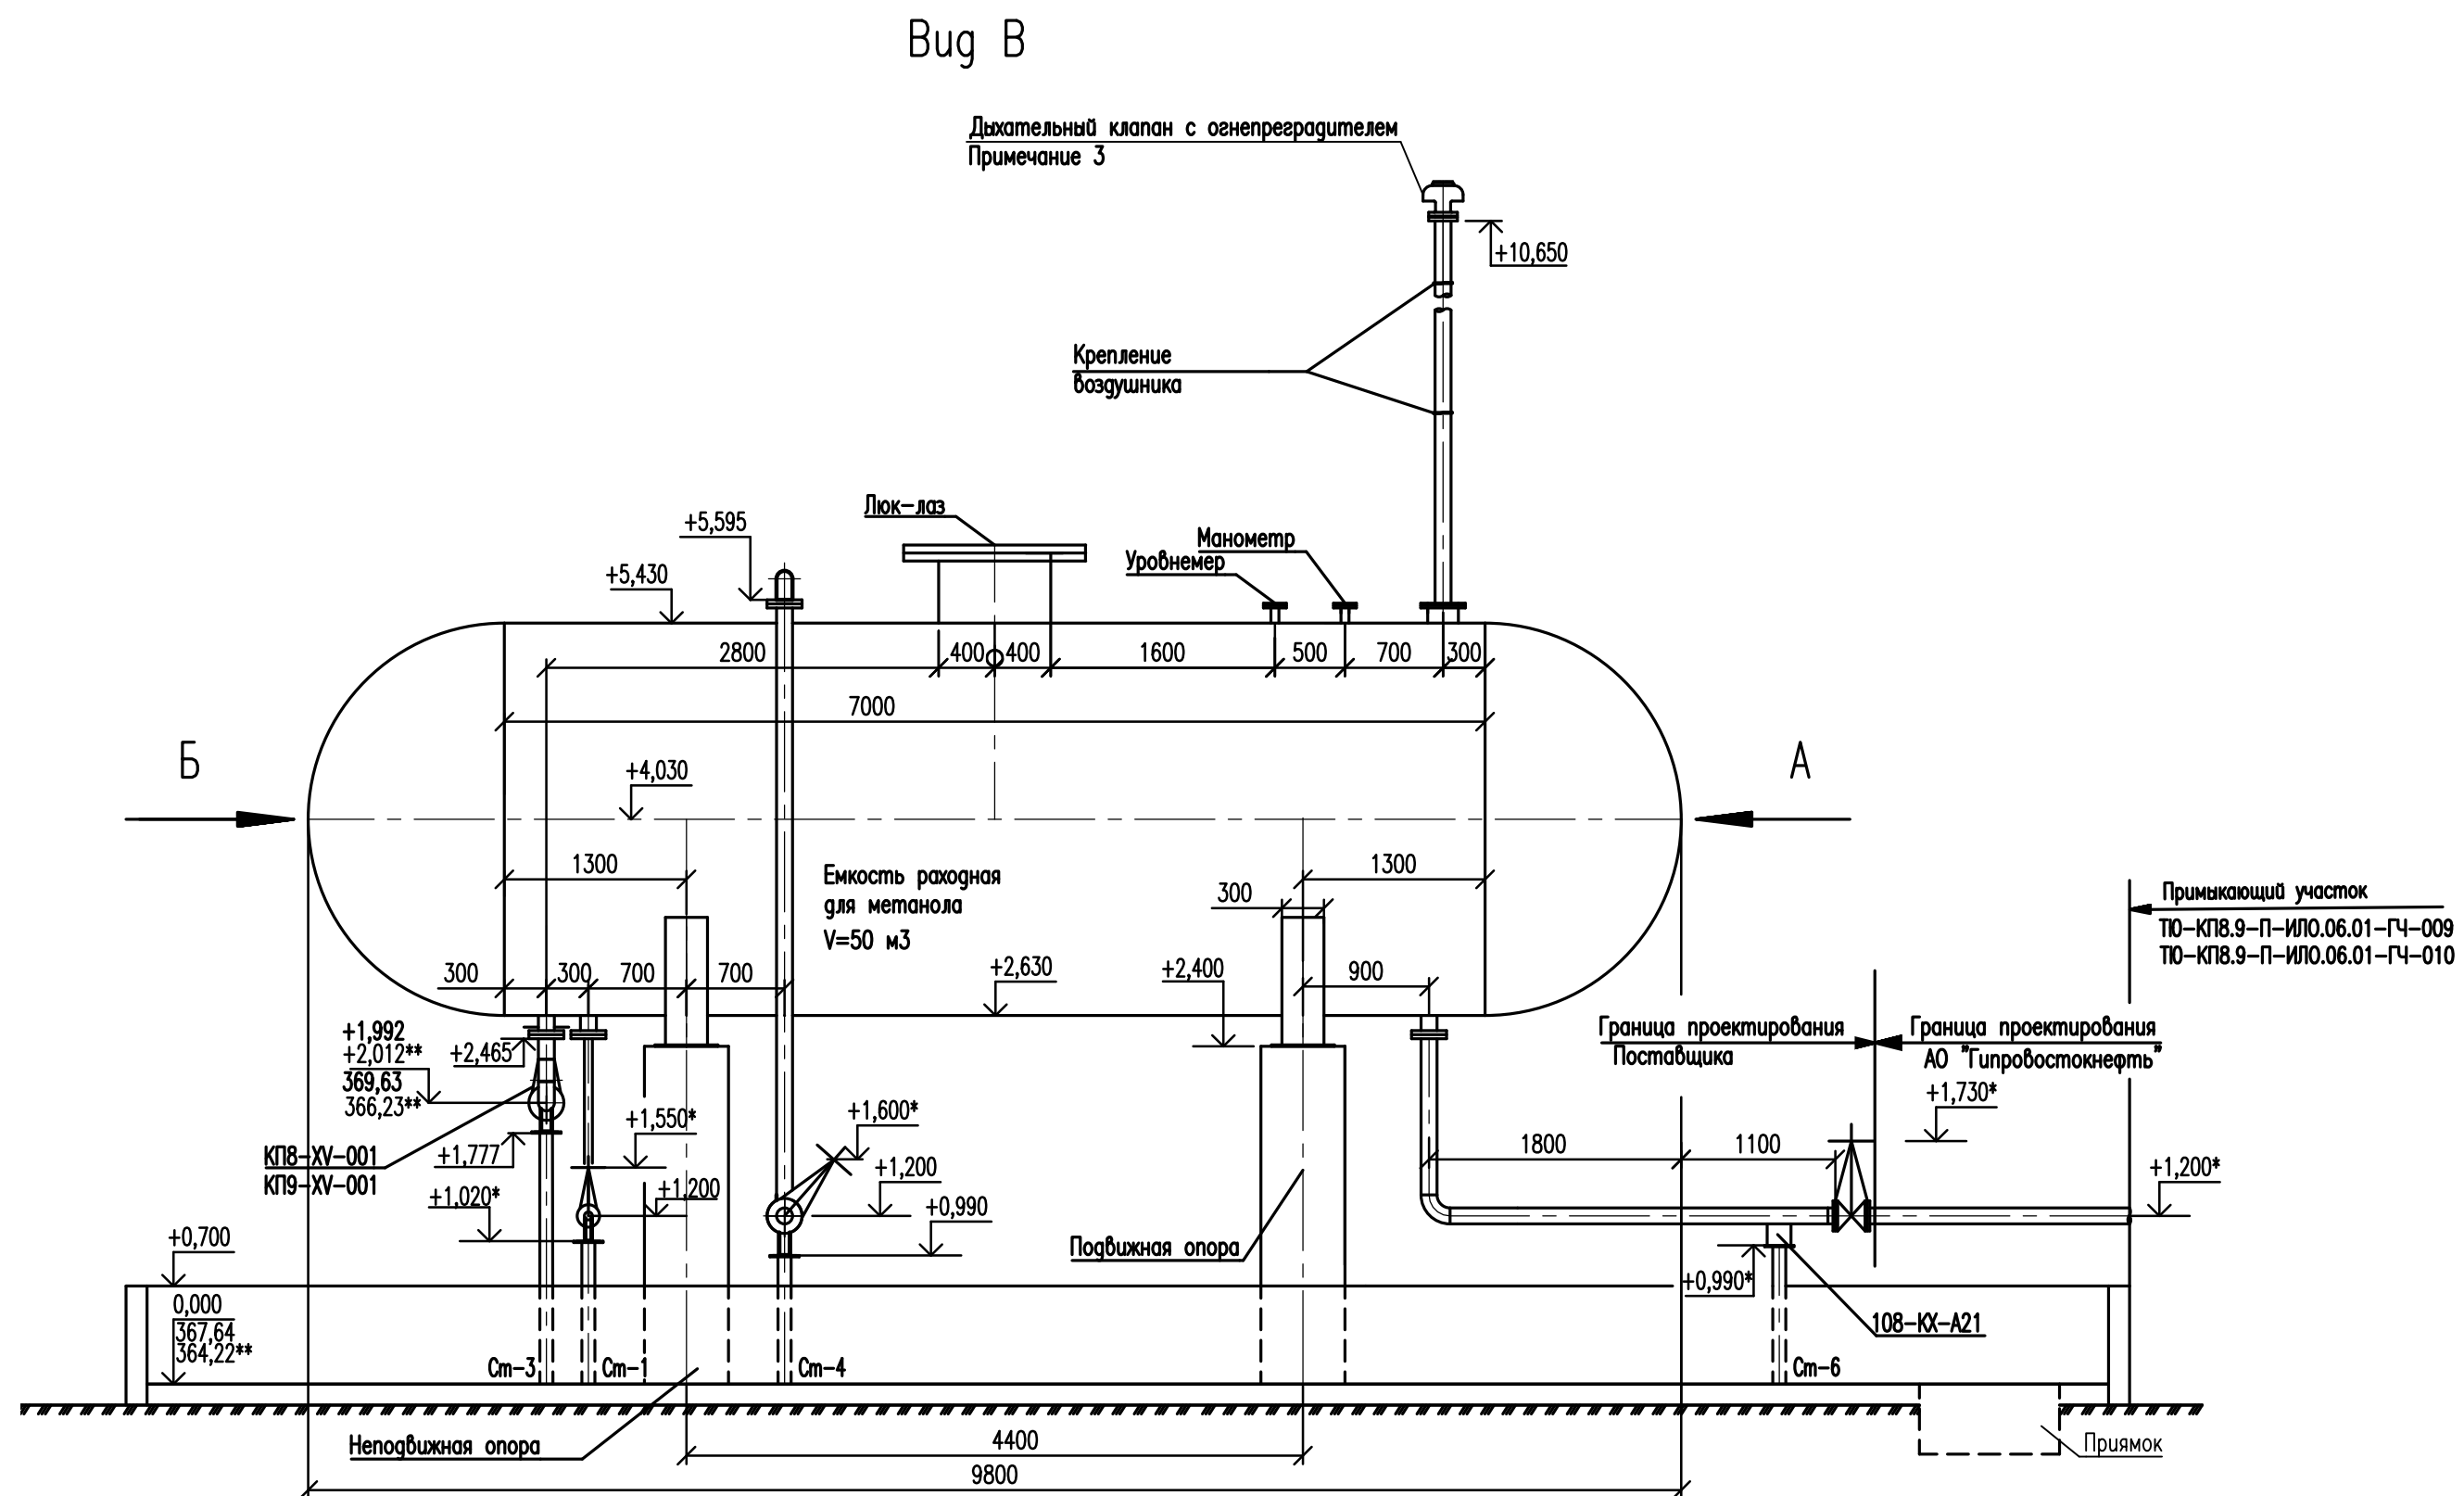 Вид В
Дыхательный клапан с огнепреградителем
Примечание 3
+10,650
Крепление
воздушника
Люк-лаз
+5,595
Манометр
Уровнемер
+5,430
2800
400
400
1600
500
700
300
7000
Б
А
+4,030
1300
1300
Емкость раходная
для метанола
V=50 м3
300
Примыкающий участок
ТЮ-КП8.9-П-ИЛО.06.01-ГЧ-009
ТЮ-КП8.9-П-ИЛО.06.01-ГЧ-010
300
300
700
700
+2,630
+2,400
900
Граница проектирования
Поставщика
Граница проектирования
АО "Гипровостокнефть"
+1,992
+2,012**
369,63
366,23**
+2,465
+1,550*
+1,600*
+1,730*
КП8-XV-001
КП9-XV-001
+1,777
1800
1100
+1,020*
+1,200
+1,200
+0,990
+1,200*
+0,700
Подвижная опора
+0,990*
0,000
367,64
364,22**
108-КХ-А21
Ст-3
Ст-1
Ст-4
Ст-6
Неподвижная опора
4400
Приямок
9800